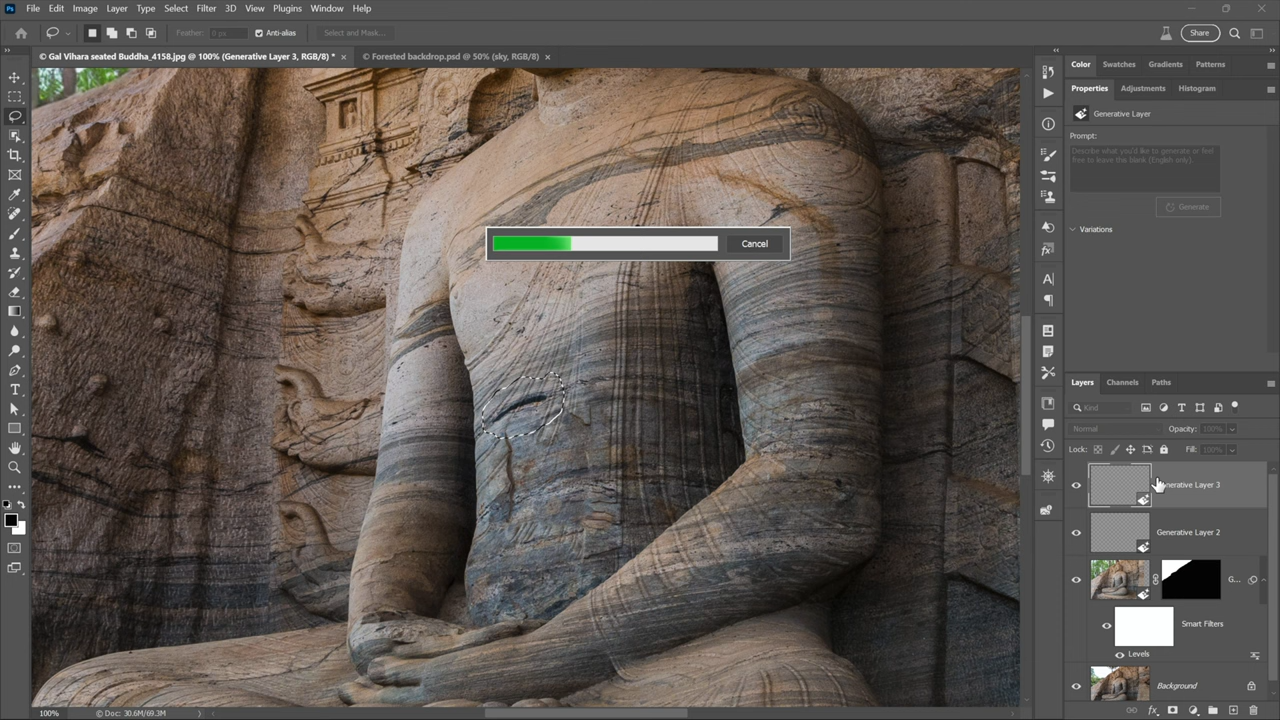 Ps File Edit Image Layer Type Select Filter 3D View Plugins Window Help
Feather: 0 px Anti-alias Select and Mask... Share
© Gal Vihara seated Buddha_4158.jpg @ 100% (Generative Layer 3, RGB/8) * × © Forested backdrop.psd @ 50% (sky, RGB/8) ×
Color Swatches Gradients Patterns
Properties Adjustments Histogram
Generative Layer
Prompt:
Describe what you'd like to generate or feel
free to leave this blank (English only).
Generate
Variations
Cancel
Layers Channels Paths
Kind
Normal Opacity: 100%
Lock: Fill: 100%
nerative Layer 3
Generative Layer 2
G...
Smart Filters
Levels
Background
100% © Doc: 30.6M/69.3M